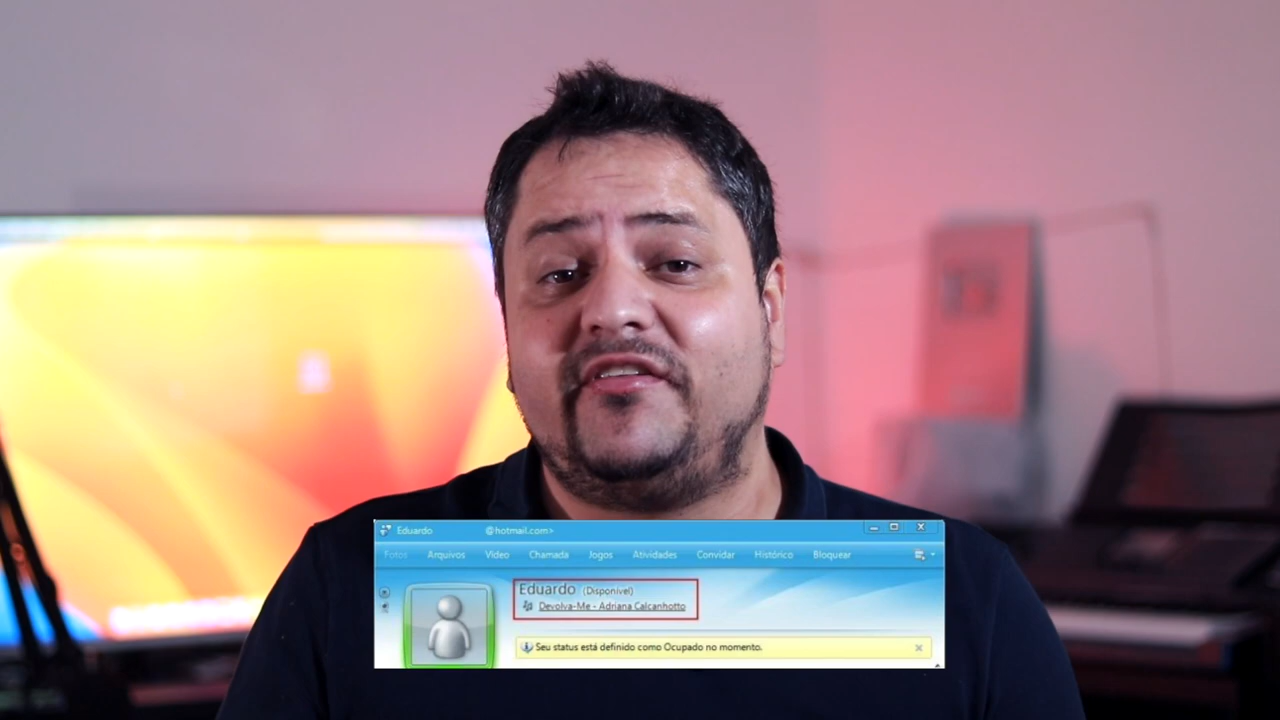 Eduardo @hotmail.com>
Fotos Arquivos Vídeo Chamada Jogos Atividades Convidar Histórico Bloquear
Eduardo (Disponível)
Devolva-Me - Adriana Calcanhotto
Seu status está definido como Ocupado no momento.